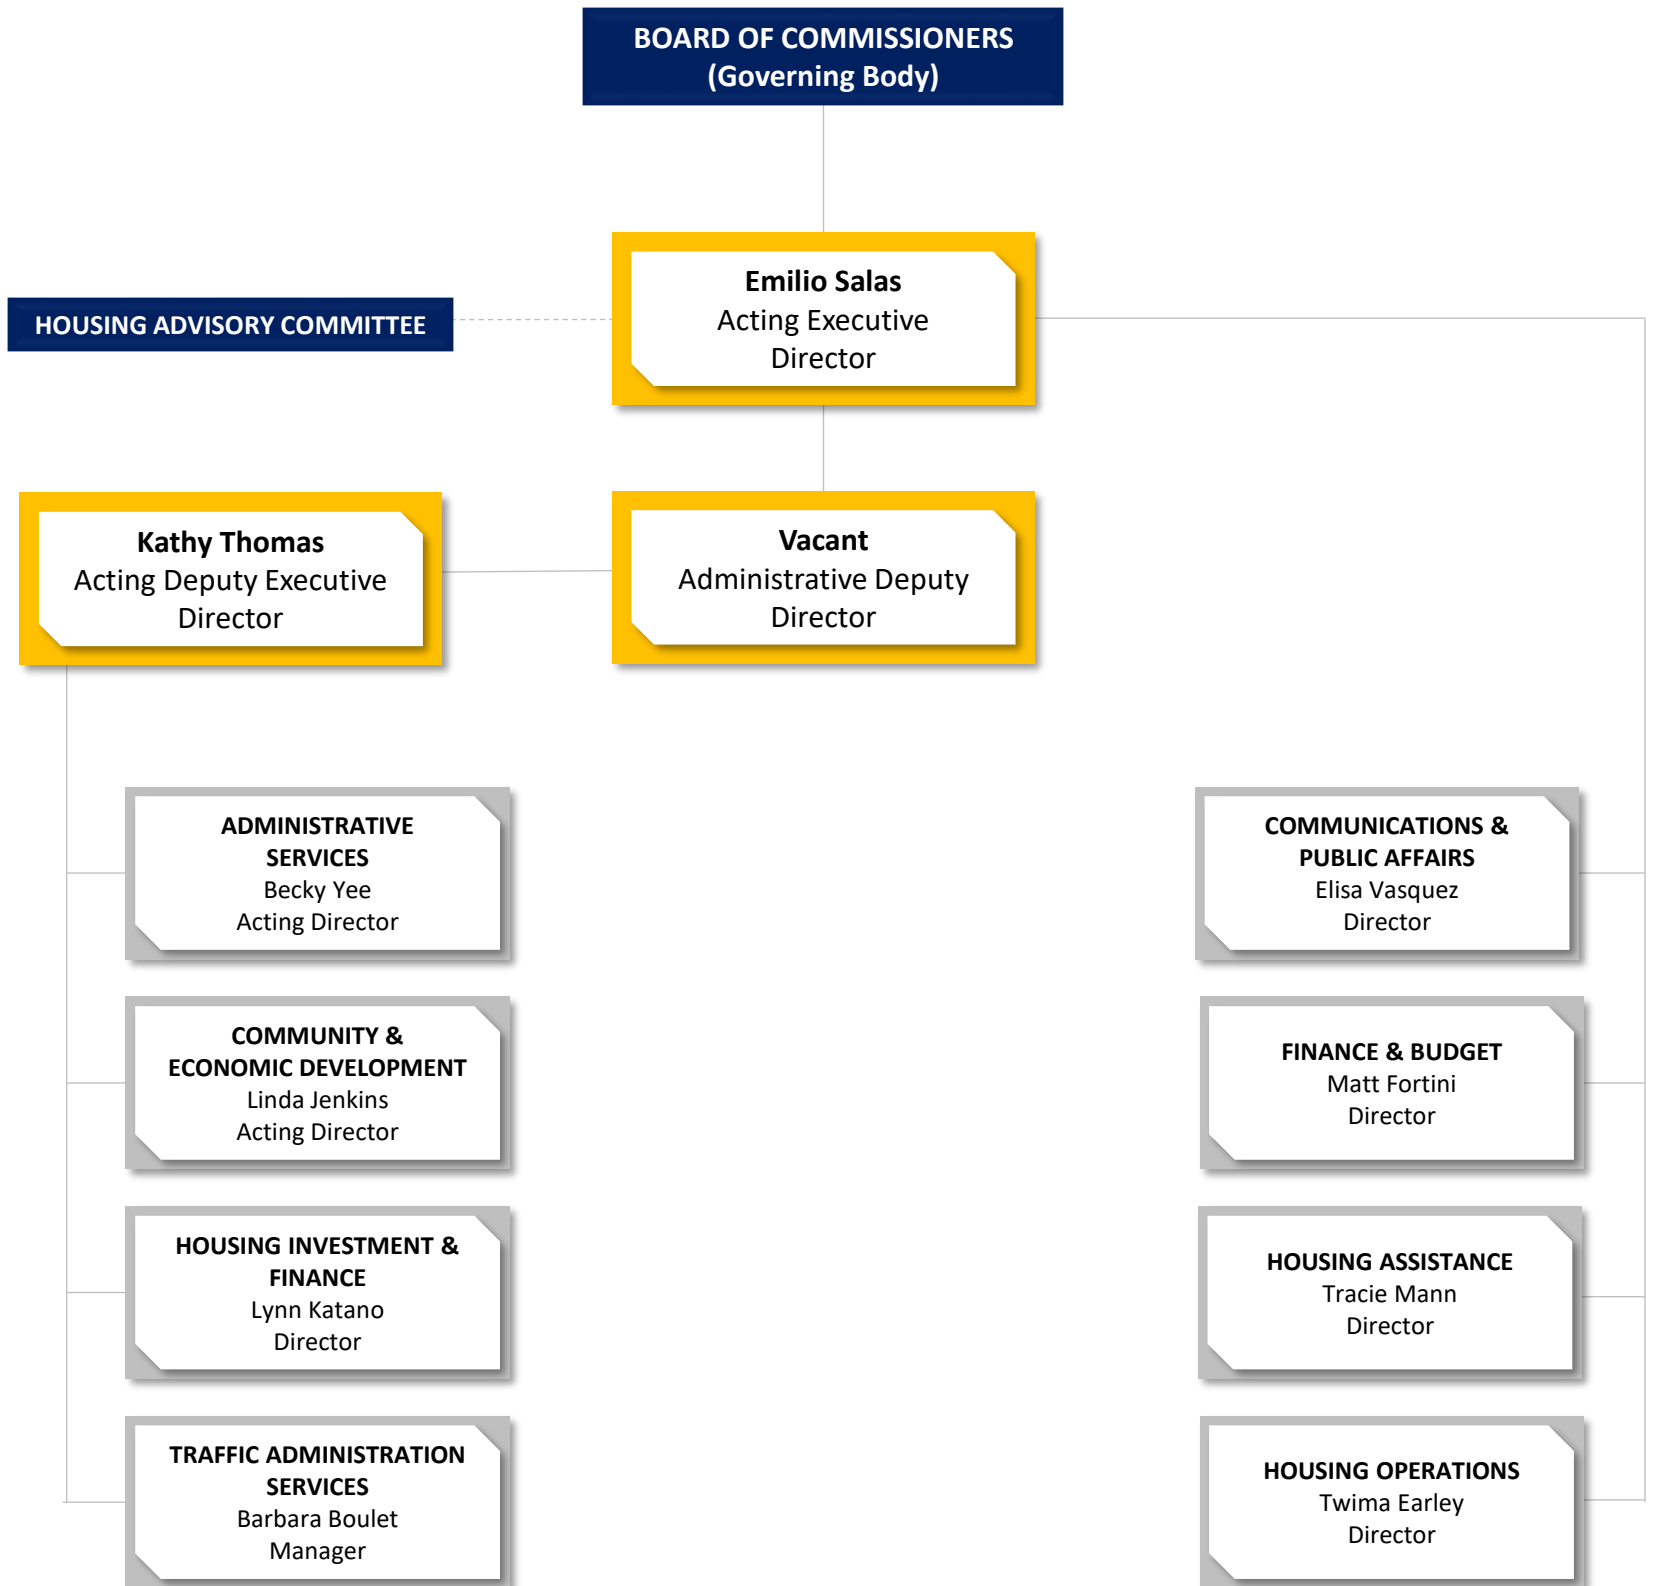 BOARD OF COMMISSIONERS
(Governing Body)
Emilio Salas
Acting Executive
Director
HOUSING ADVISORY COMMITTEE
Kathy Thomas
Acting Deputy Executive
Director
Vacant
Administrative Deputy
Director
ADMINISTRATIVE
SERVICES
Becky Yee
Acting Director
COMMUNITY &
ECONOMIC DEVELOPMENT
Linda Jenkins
Acting Director
HOUSING INVESTMENT &
FINANCE
Lynn Katano
Director
TRAFFIC ADMINISTRATION
SERVICES
Barbara Boulet
Manager
COMMUNICATIONS &
PUBLIC AFFAIRS
Elisa Vasquez
Director
FINANCE & BUDGET
Matt Fortini
Director
HOUSING ASSISTANCE
Tracie Mann
Director
HOUSING OPERATIONS
Twima Earley
Director